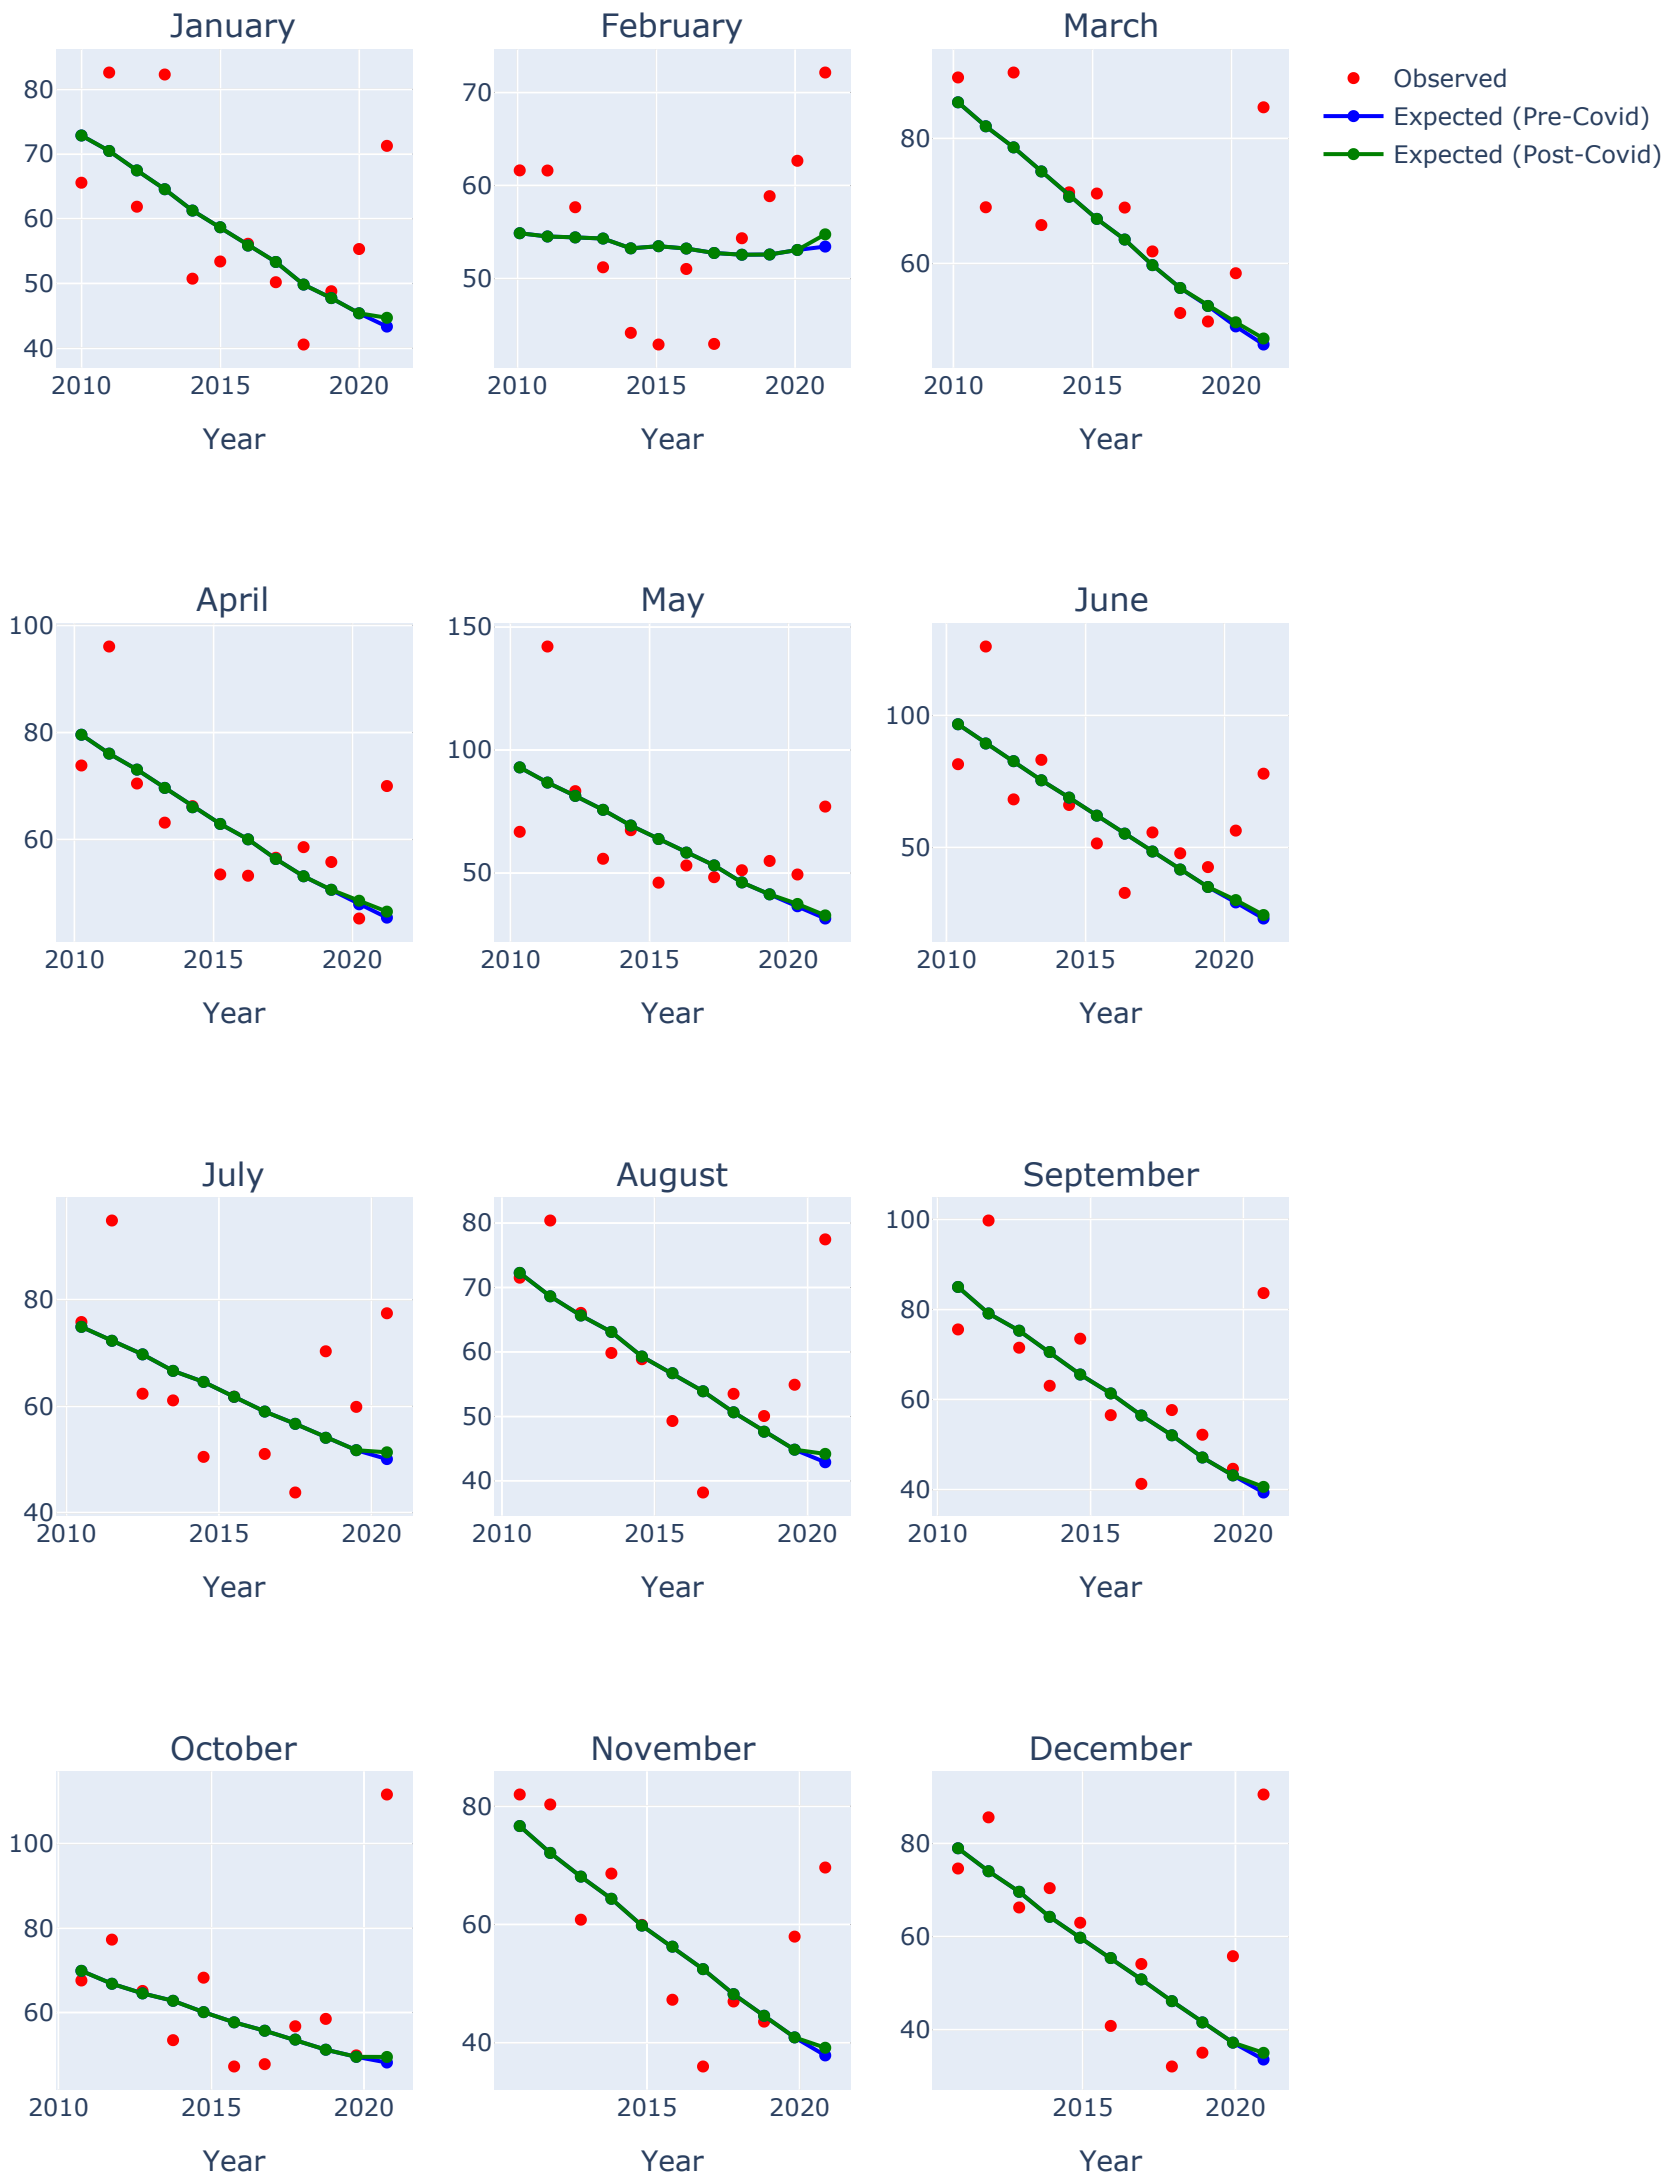 January
February
March
Observed
Expected (Pre-Covid)
Expected (Post-Covid)
80
70
60
50
40
2010
2015
2020
Year
70
60
50
2010
2015
2020
Year
80
60
2010
2015
2020
Year
April
May
June
100
80
60
2010
2015
2020
Year
150
100
50
2010
2015
2020
Year
100
50
2010
2015
2020
Year
July
August
September
80
60
40
2010
2015
2020
Year
80
70
60
50
40
2010
2015
2020
Year
100
80
60
40
2010
2015
2020
Year
October
November
December
100
80
60
2010
2015
2020
Year
80
60
40
2015
2020
Year
80
60
40
2015
2020
Year